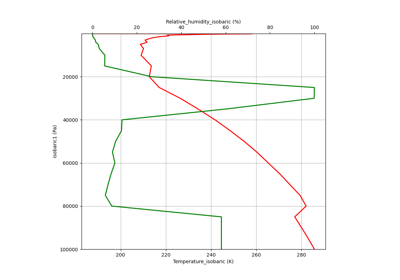 Relative_humidity_isobaric (%)
0 20 40 60 80 100
20000
40000
60000
80000
100000
isobaric1 (Pa)
200 220 240 260 280
Temperature_isobaric (K)